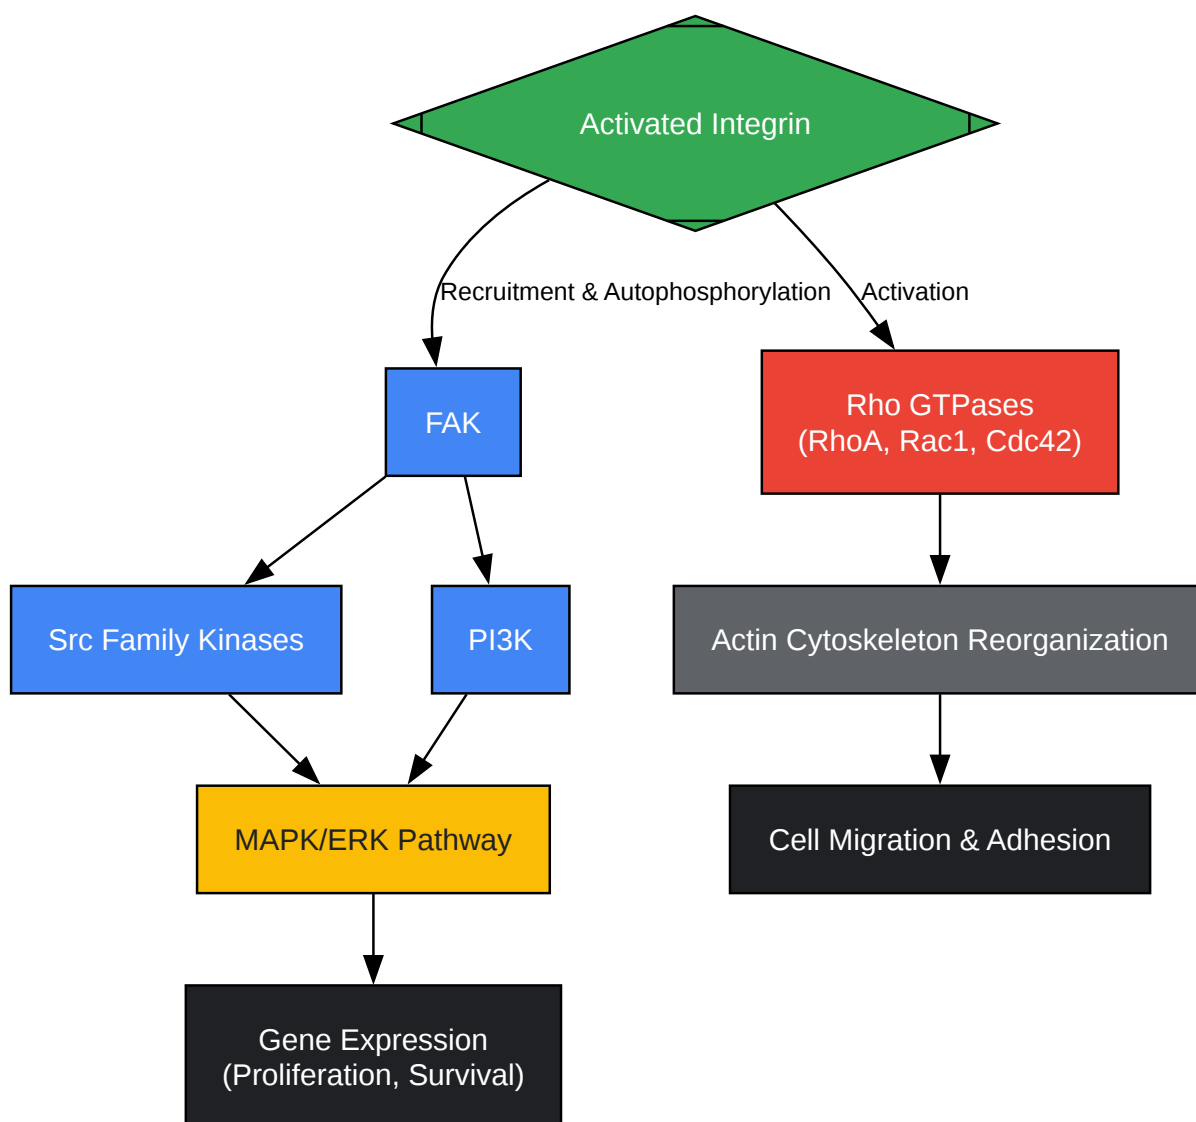 Activated Integrin
Recruitment & Autophosphorylation
Activation
FAK
Rho GTPases
(RhoA, Rac1, Cdc42)
Src Family Kinases
PI3K
Actin Cytoskeleton Reorganization
MAPK/ERK Pathway
Cell Migration & Adhesion
Gene Expression
(Proliferation, Survival)